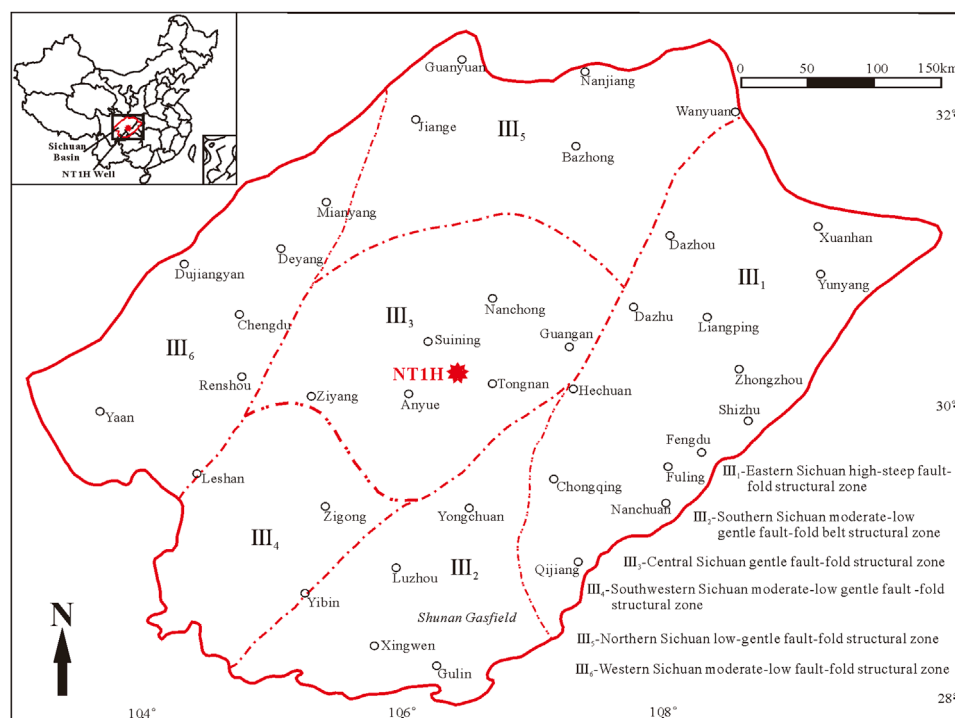 Guanyuan
Nanjiang
0 50 100 150km
Sichuan
Basin
NT1H Well
Jiange
III5
Wanyuan
32°
Bazhong
Mianyang
Xuanhan
Dazhou
Deyang
Dujiangyan
III1
Yunyang
Nanchong
III3
Dazhu
Chengdu
Liangping
Guangan
Suining
III6
NT1H
Renshou
Tongnan
Hechuan
Zhongzhou
Ziyang
Anyue
Yaan
Shizhu
30°
Fengdu
Leshan
Fuling
III1-Eastern Sichuan high-steep fault-
fold structural zone
Chongqing
Zigong
Yongchuan
Nanchuan
III2-Southern Sichuan moderate-low
gentle fault-fold belt structural zone
III4
Luzhou
III2
Qijiang
III3-Central Sichuan gentle fault-fold structural zone
III4-Southwestern Sichuan moderate-low gentle fault -fold
structural zone
Yibin
N
Shunan Gasfield
III5-Northern Sichuan low-gentle fault-fold structural zone
Xingwen
Gulin
III6-Western Sichuan moderate-low fault-fold structural zone
104°
106°
108°
28°